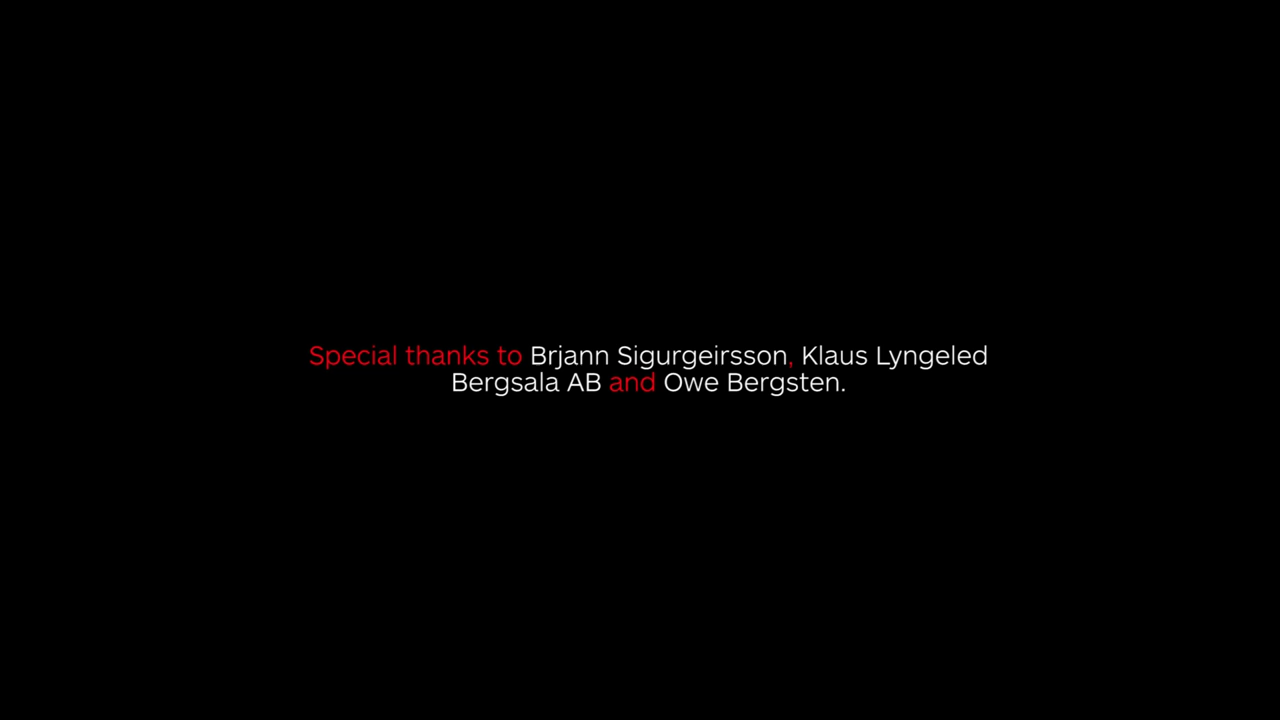 Special thanks to Brjann Sigurgeirsson, Klaus Lyngeled
Bergsala AB and Owe Bergsten.